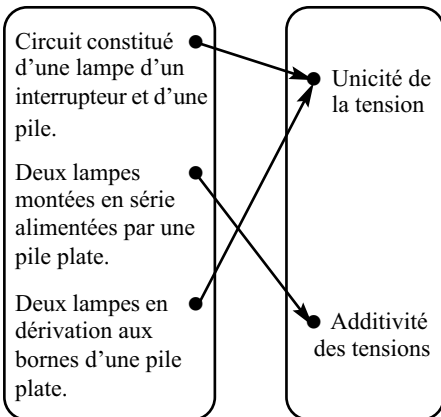 Circuit constitué
d'une lampe d'un
interrupteur et d'une
pile.
Deux lampes
montées en série
alimentées par une
pile plate.
Deux lampes en
dérivation aux
bornes d'une pile
plate.
Unicité de
la tension
Additivité
des tensions